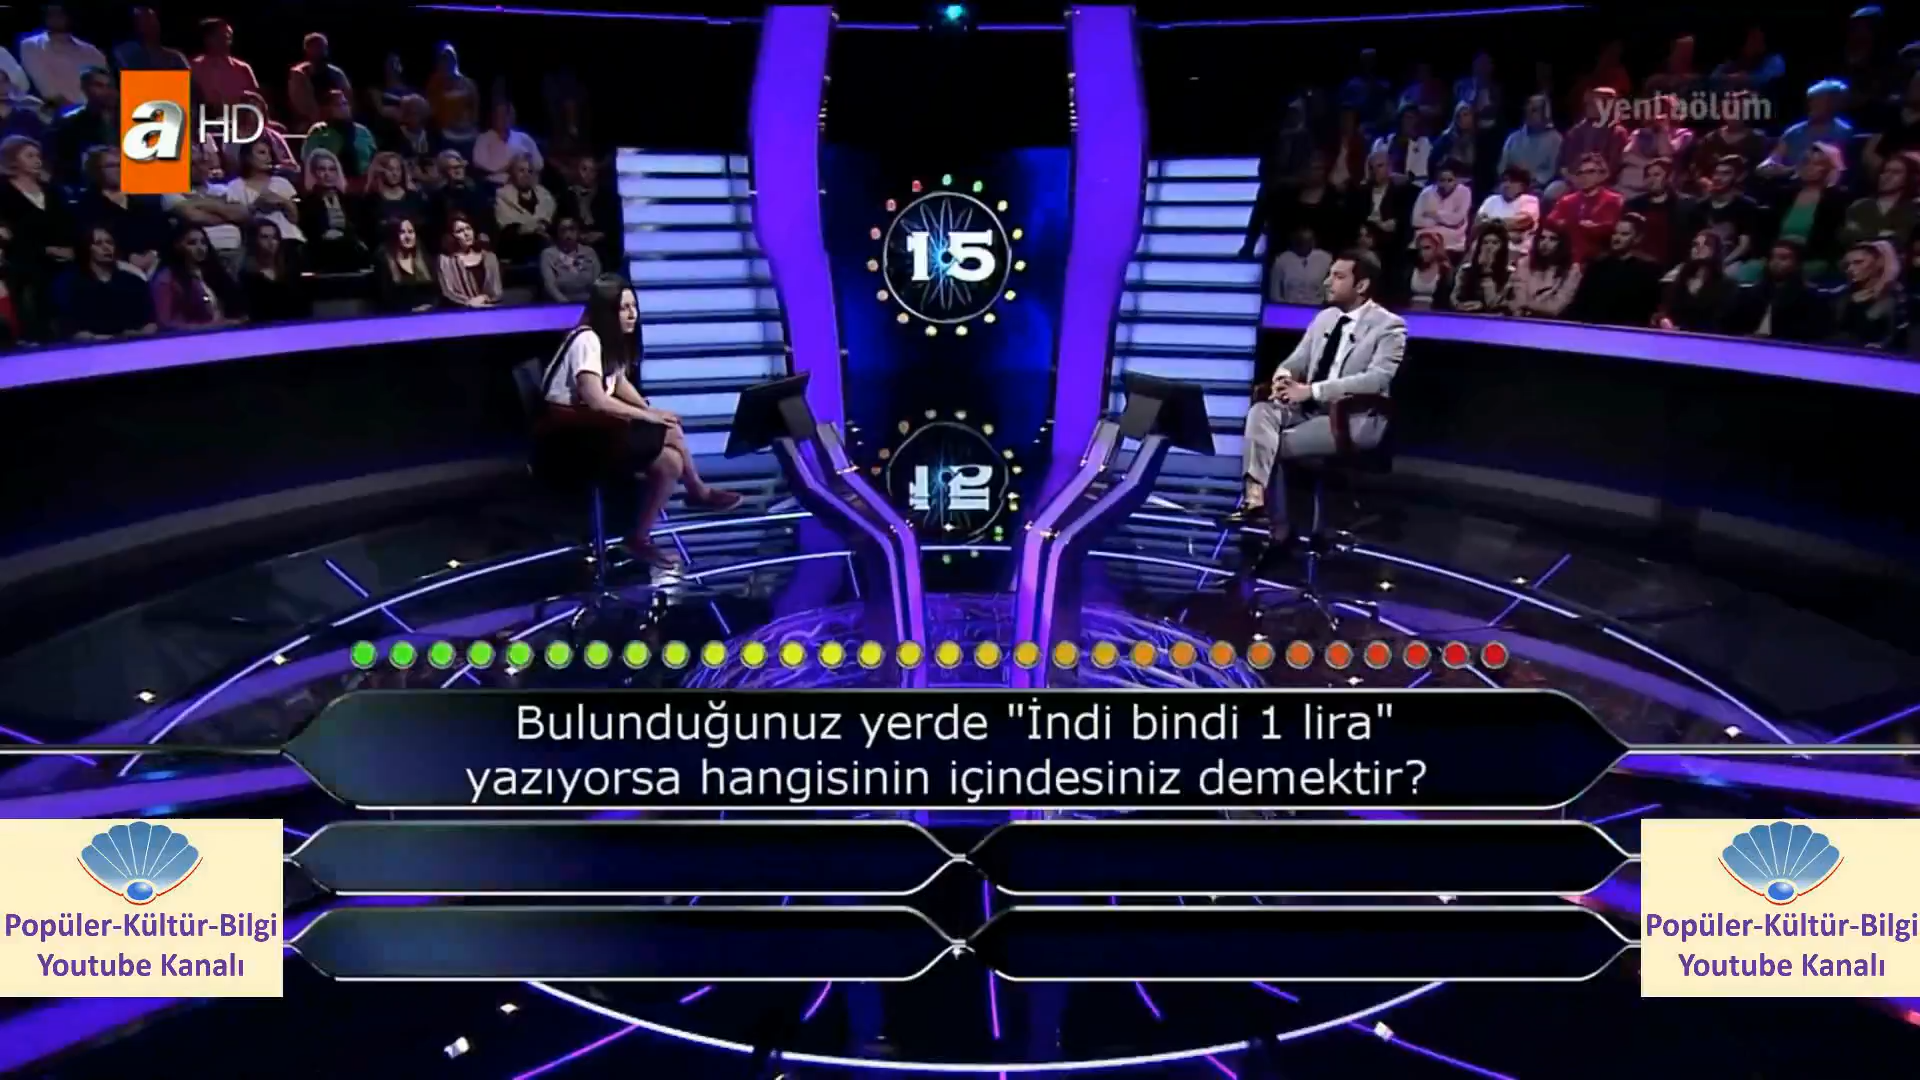 a HD
yeni bölüm
15
12
Bulunduğunuz yerde "İndi bindi 1 lira"
yazıyorsa hangisinin içindesiniz demektir?
Popüler-Kültür-Bilgi
Youtube Kanalı
Popüler-Kültür-Bilgi
Youtube Kanalı